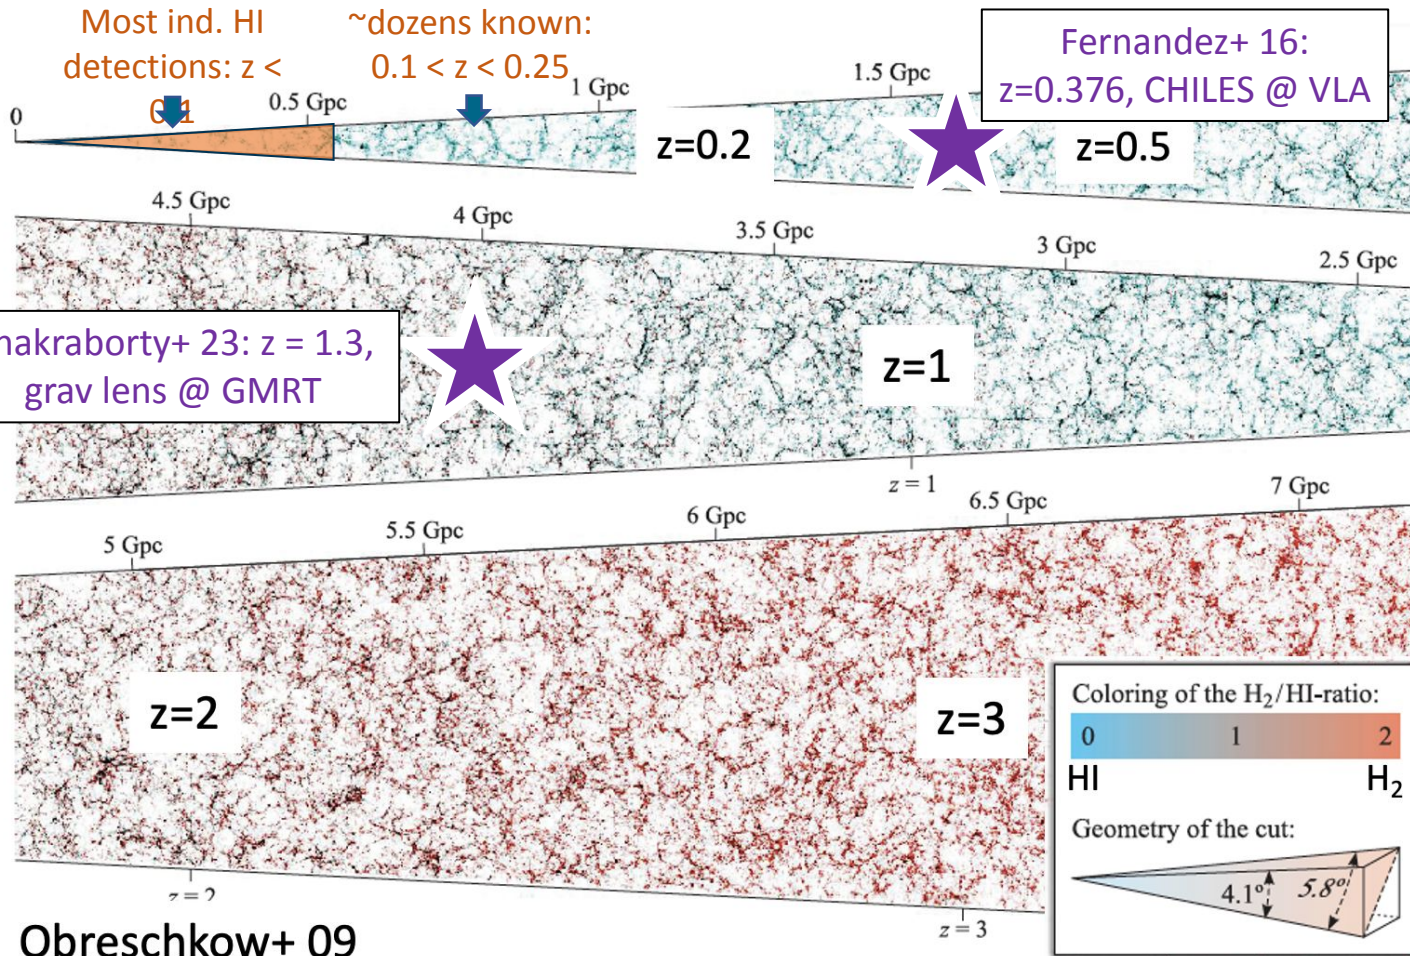 Most ind. HI
detections: z <
0.1
~dozens known:
0.1 < z < 0.25
Fernandez+ 16:
z=0.376, CHILES @ VLA
0
0.5 Gpc
1 Gpc
1.5 Gpc
z=0.2
z=0.5
4.5 Gpc
4 Gpc
3.5 Gpc
3 Gpc
2.5 Gpc
hakraborty+ 23: z = 1.3,
grav lens @ GMRT
z=1
z = 1
5 Gpc
5.5 Gpc
6 Gpc
6.5 Gpc
7 Gpc
z=2
z=3
z = 2
z = 3
Coloring of the H₂/HI-ratio:
0 1 2
HI H₂
Geometry of the cut:
4.1° 5.8°
Obreschkow+ 09